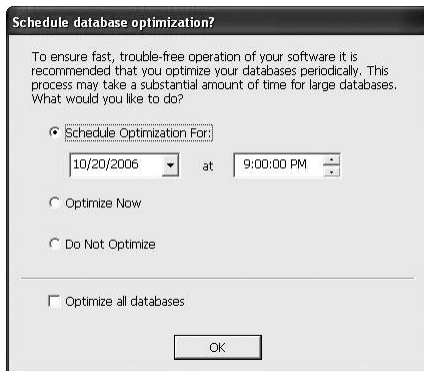 Schedule database optimization?
To ensure fast, trouble-free operation of your software it is
recommended that you optimize your databases periodically. This
process may take a substantial amount of time for large databases.
What would you like to do?
Schedule Optimization For:
10/20/2006 at 9:00:00 PM
Optimize Now
Do Not Optimize
Optimize all databases
OK